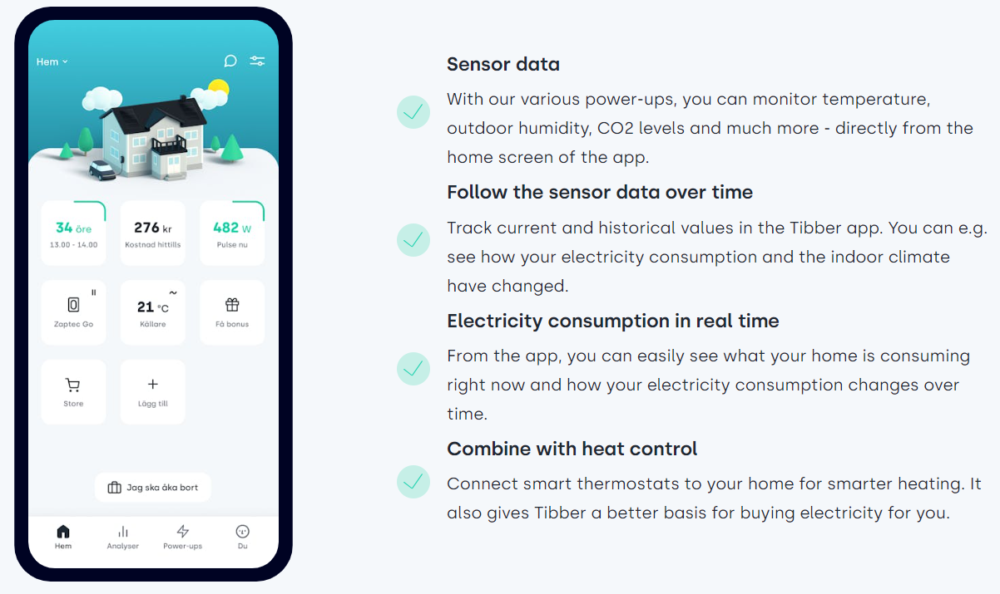 Hem
34 öre
13.00 - 14.00
276 kr
Kostnad hittills
482 W
Pulse nu
Zaptec Go
21 °C
Källare
Få bonus
Store
Lägg till
Jag ska åka bort
Hem
Analyser
Power-ups
Du
Sensor data
With our various power-ups, you can monitor temperature,
outdoor humidity, CO2 levels and much more - directly from the
home screen of the app.
Follow the sensor data over time
Track current and historical values in the Tibber app. You can e.g.
see how your electricity consumption and the indoor climate
have changed.
Electricity consumption in real time
From the app, you can easily see what your home is consuming
right now and how your electricity consumption changes over
time.
Combine with heat control
Connect smart thermostats to your home for smarter heating. It
also gives Tibber a better basis for buying electricity for you.